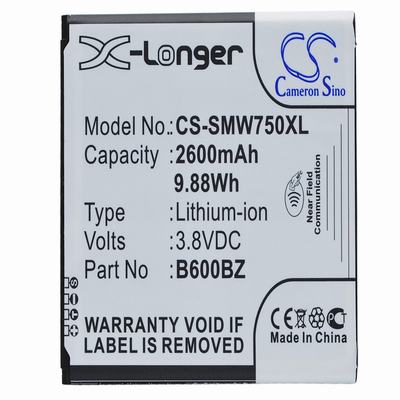 X-Longer
CS
Cameron Sino
Model No.: CS-SMW750XL
Capacity: 2600mAh
9.88Wh
Type: Lithium-ion
Volts: 3.8VDC
Part No B600BZ
Near Field
Communication
WARRANTY VOID IF
LABEL IS REMOVED
Made In China